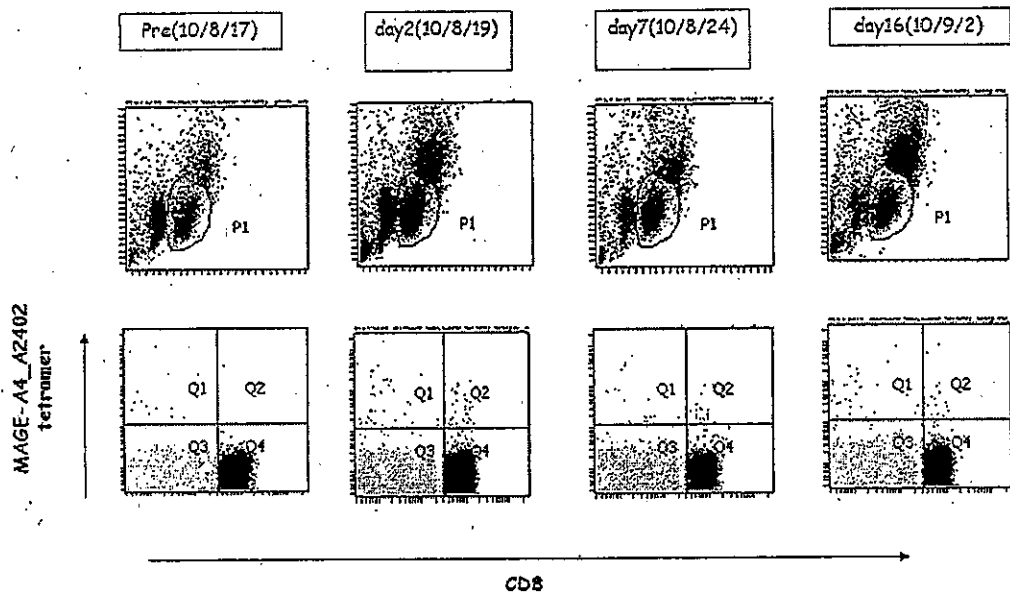 Pre(10/8/17)
day2(10/8/19)
day7(10/8/24)
day16(10/9/2)
P1
P1
P1
P1
MAGE-A4_A2402
tetramer
Q1 Q2
Q3 Q4
Q1 Q2
Q3 Q4
Q1 Q2
Q3 Q4
Q1 Q2
Q3 Q4
CD8